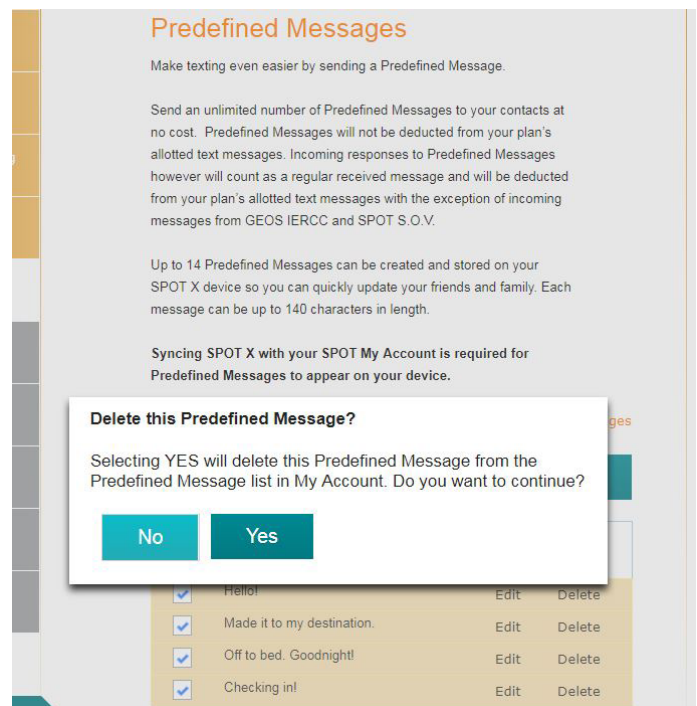 Predefined Messages
Make texting even easier by sending a Predefined Message.
Send an unlimited number of Predefined Messages to your contacts at
no cost.  Predefined Messages will not be deducted from your plan's
allotted text messages. Incoming responses to Predefined Messages
however will count as a regular received message and will be deducted
from your plan's allotted text messages with the exception of incoming
messages from GEOS IERCC and SPOT S.O.V.
Up to 14 Predefined Messages can be created and stored on your
SPOT X device so you can quickly update your friends and family. Each
message can be up to 140 characters in length.
Syncing SPOT X with your SPOT My Account is required for
Predefined Messages to appear on your device.
Delete this Predefined Message?
Selecting YES will delete this Predefined Message from the
Predefined Message list in My Account. Do you want to continue?
No Yes
Hello! Edit Delete
Made it to my destination. Edit Delete
Off to bed. Goodnight! Edit Delete
Checking in! Edit Delete